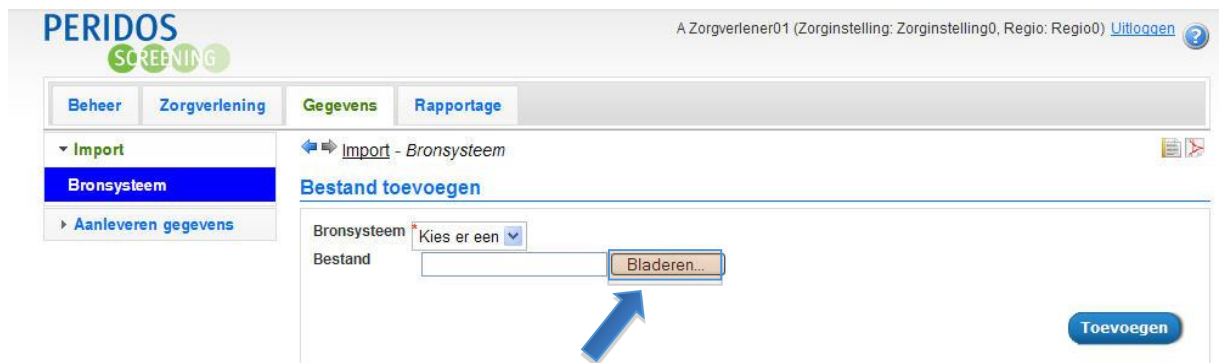 PERIDOS
SCREENING
A Zorgverlener01 (Zorginstelling: Zorginstelling0, Regio: Regio0) Uitloggen ?
Beheer Zorgverlening Gegevens Rapportage
Import
Import - Bronsysteem
Bronsysteem
Bestand toevoegen
Aanleveren gegevens
Bronsysteem * Kies er een
Bestand Bladeren...
Toevoegen